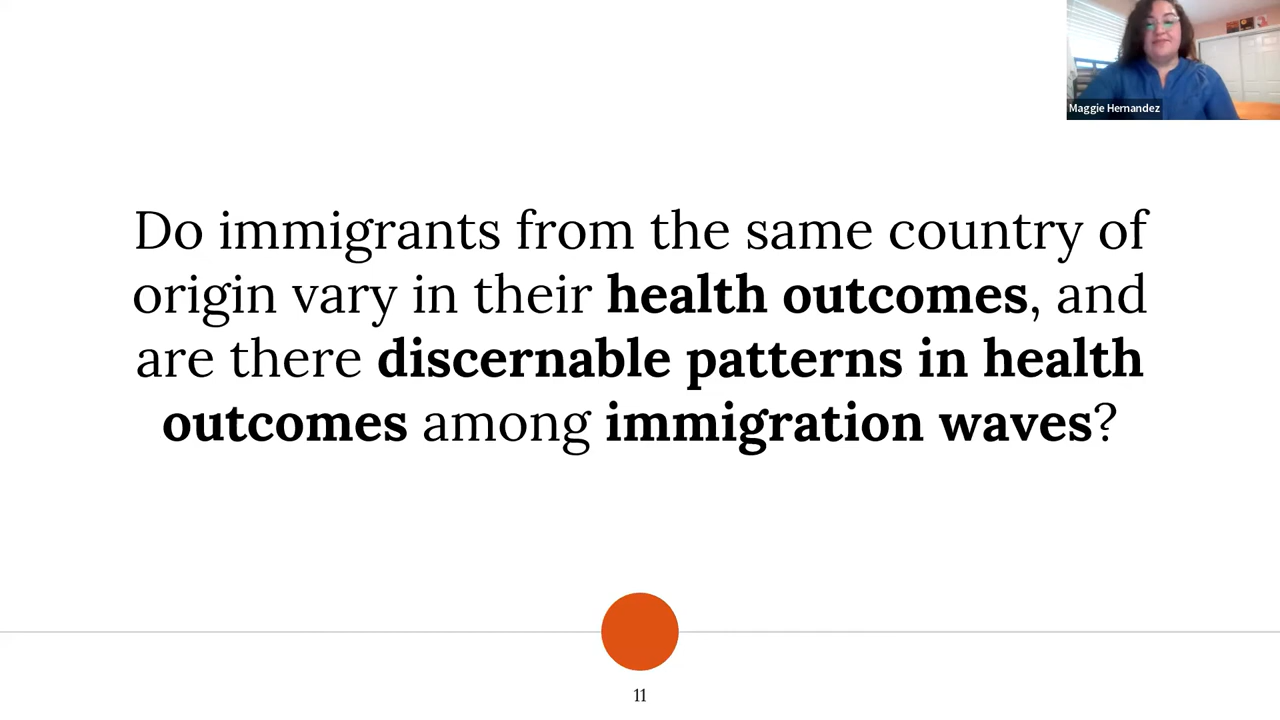 Maggie Hernandez
Do immigrants from the same country of
origin vary in their health outcomes, and
are there discernable patterns in health
outcomes among immigration waves?
11